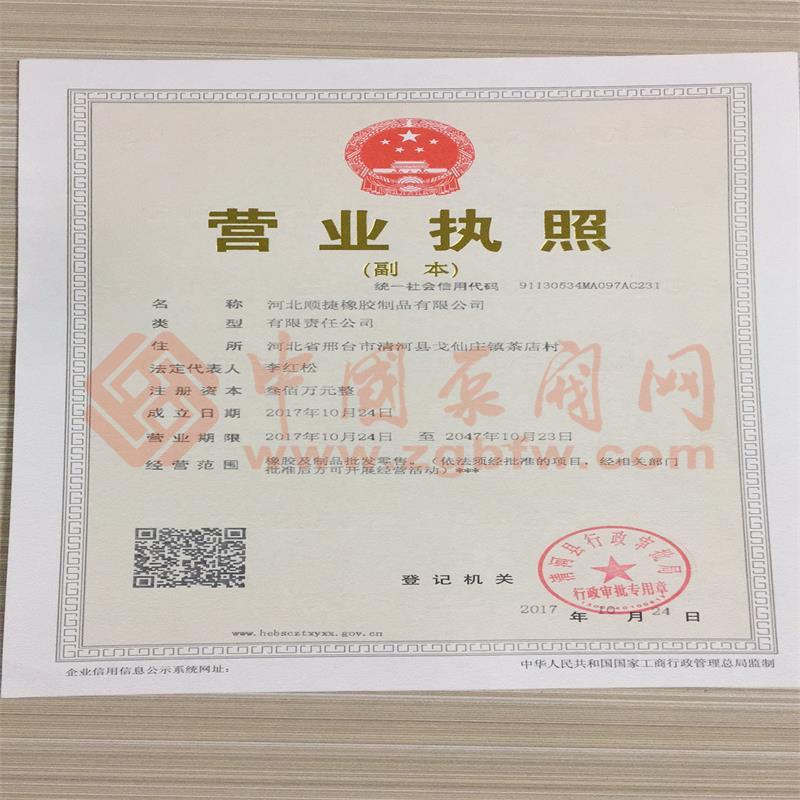 营业执照
(副 本)
统一社会信用代码 91130534MA097AC231
名 称 河北顺捷橡胶制品有限公司
类 型 有限责任公司
住 所 河北省邢台市清河县戈仙庄镇茶店村
法定代表人 李红松
注册资本 叁佰万元整
成立日期 2017年10月24日
营业期限 2017年10月24日 至 2047年10月23日
经营范围 橡胶及制品批发零售。(依法须经批准的项目，经相关部门
批准后方可开展经营活动)***
中國泵阀网
www.zgbfw.com
登记机关
清河县行政审批局
行政审批专用章
2017 年 10 月 24 日
www.hebscztxyxx.gov.cn
企业信用信息公示系统网址：
中华人民共和国国家工商行政管理总局监制